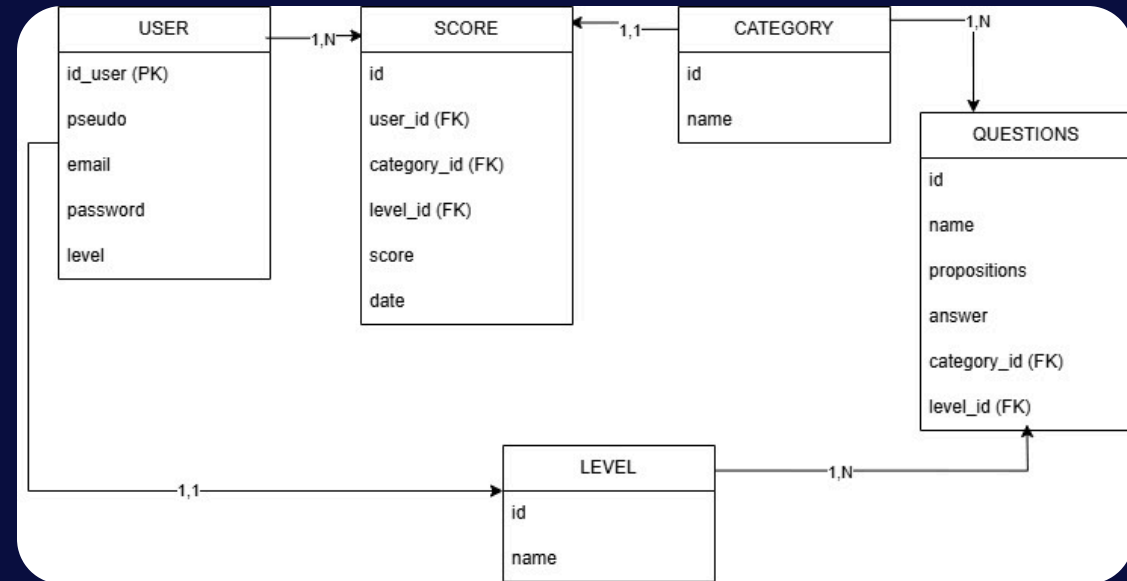 USER
id_user (PK)
pseudo
email
password
level
1,N
SCORE
id
user_id (FK)
category_id (FK)
level_id (FK)
score
date
1,1
CATEGORY
id
name
1,N
QUESTIONS
id
name
propositions
answer
category_id (FK)
level_id (FK)
1,1
LEVEL
id
name
1,N